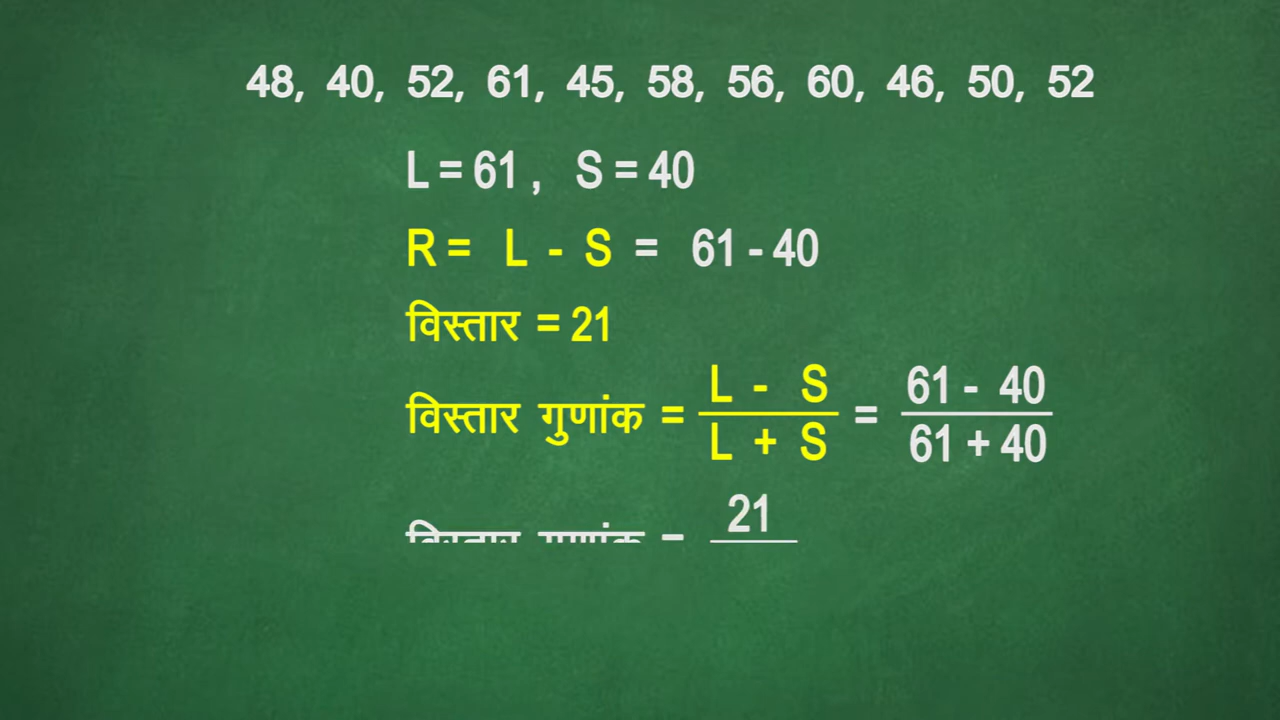 48, 40, 52, 61, 45, 58, 56, 60, 46, 50, 52
L = 61 , S = 40
R = L - S = 61 - 40
विस्तार = 21
विस्तार गुणांक = L - S / L + S = 61 - 40 / 61 + 40
विस्तार गुणांक = 21